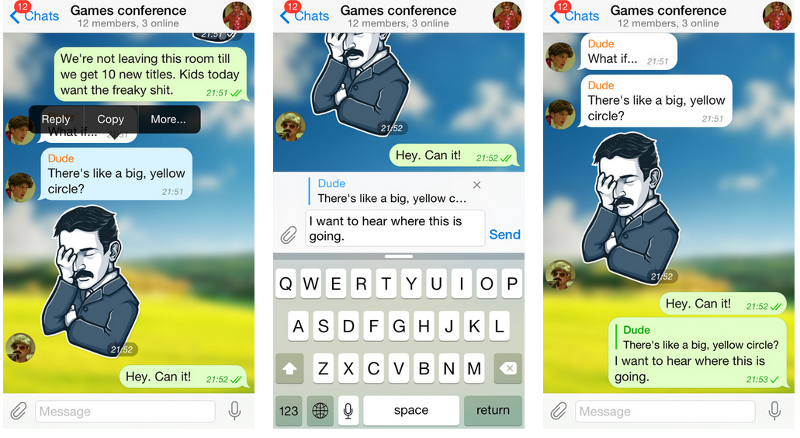 12
Chats
Games conference
12 members, 3 online
21:51
We're not leaving this room till
we get 10 new titles. Kids today
want the freaky shit.
21:51
Reply Copy More...
What if...
Dude
There's like a big, yellow
circle?
21:51
21:52
Hey. Can it!
21:52
Message
12
Chats
Games conference
12 members, 3 online
21:52
Hey. Can it!
21:52
Dude
There's like a big, yellow c...
I want to hear where this is
going.
Send
Q W E R T Y U I O P
A S D F G H J K L
Z X C V B N M
123 space return
12
Chats
Games conference
12 members, 3 online
Dude
What if...
21:51
Dude
There's like a big, yellow
circle?
21:51
21:52
Hey. Can it!
21:52
Dude
There's like a big, yellow circle?
I want to hear where this is
going.
21:53
Message